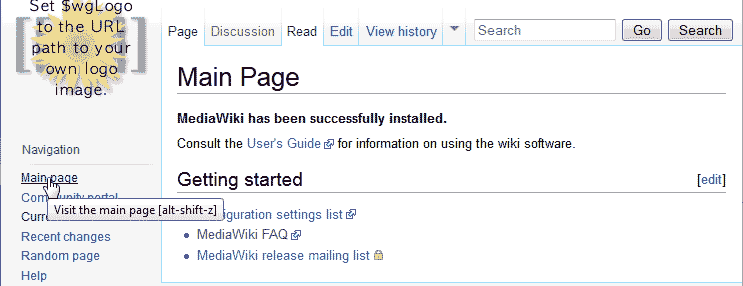 Set $wgLogo
to the URL
path to your
own logo
image.
Page Discussion Read Edit View history Search Go Search
Main Page
MediaWiki has been successfully installed.
Consult the User's Guide for information on using the wiki software.
Getting started [edit]
Configuration settings list
MediaWiki FAQ
MediaWiki release mailing list
Navigation
Main page
Community portal
Visit the main page [alt-shift-z]
Recent changes
Random page
Help